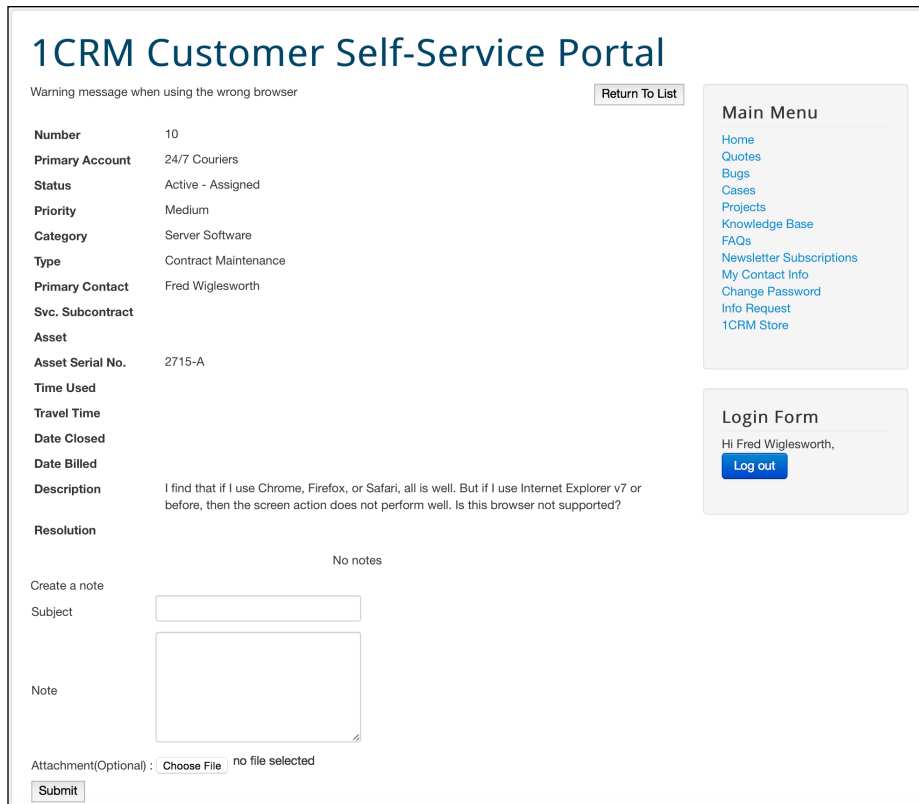 1CRM Customer Self-Service Portal
Warning message when using the wrong browser
Return To List
Number 10
Primary Account 24/7 Couriers
Status Active - Assigned
Priority Medium
Category Server Software
Type Contract Maintenance
Primary Contact Fred Wiglesworth
Svc. Subcontract
Asset
Asset Serial No. 2715-A
Time Used
Travel Time
Date Closed
Date Billed
Description I find that if I use Chrome, Firefox, or Safari, all is well. But if I use Internet Explorer v7 or
before, then the screen action does not perform well. Is this browser not supported?
Resolution
No notes
Create a note
Subject
Note
Attachment(Optional) : Choose File no file selected
Submit
Main Menu
Home
Quotes
Bugs
Cases
Projects
Knowledge Base
FAQs
Newsletter Subscriptions
My Contact Info
Change Password
Info Request
1CRM Store
Login Form
Hi Fred Wiglesworth,
Log out